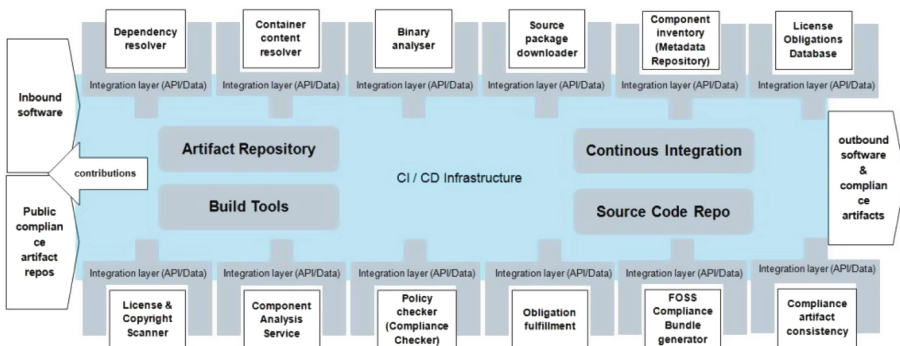 Dependency
resolver
Container
content
resolver
Binary
analyser
Source
package
downloader
Component
inventory
(Metadata
Repository)
License
Obligations
Database
Integration layer (API/Data)
Integration layer (API/Data)
Integration layer (API/Data)
Integration layer (API/Data)
Integration layer (API/Data)
Integration layer (API/Data)
Inbound
software
contributions
Public
complian
ce
artifact
repos
Artifact Repository
Build Tools
CI / CD Infrastructure
Continous Integration
Source Code Repo
outbound
software
&
complian
ce
artifacts
Integration layer (API/Data)
Integration layer (API/Data)
Integration layer (API/Data)
Integration layer (API/Data)
Integration layer (API/Data)
Integration layer (API/Data)
License &
Copyright
Scanner
Component
Analysis
Service
Policy
checker
(Compliance
Checker)
Obligation
fulfillment
FOSS
Compliance
Bundle
generator
Compliance
artifact
consistency